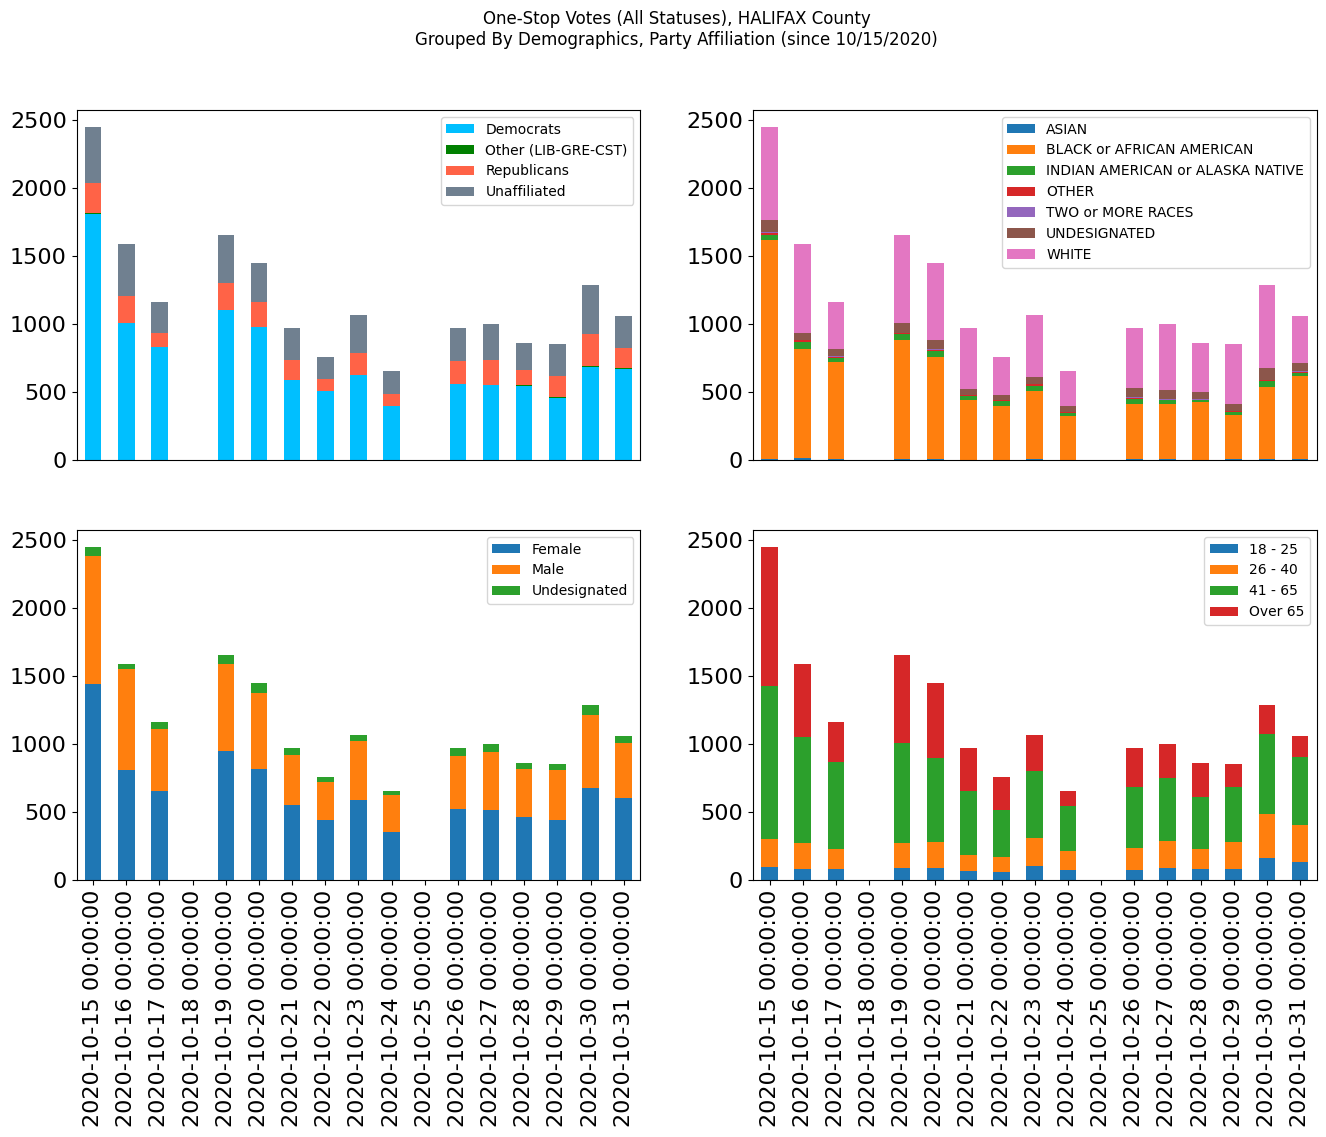 One-Stop Votes (All Statuses), HALIFAX County
Grouped By Demographics, Party Affiliation (since 10/15/2020)
2500
2000
1500
1000
500
0
Democrats
Other (LIB-GRE-CST)
Republicans
Unaffiliated
2500
2000
1500
1000
500
0
ASIAN
BLACK or AFRICAN AMERICAN
INDIAN AMERICAN or ALASKA NATIVE
OTHER
TWO or MORE RACES
UNDESIGNATED
WHITE
2500
2000
1500
1000
500
0
Female
Male
Undesignated
2020-10-15 00:00:00
2020-10-16 00:00:00
2020-10-17 00:00:00
2020-10-18 00:00:00
2020-10-19 00:00:00
2020-10-20 00:00:00
2020-10-21 00:00:00
2020-10-22 00:00:00
2020-10-23 00:00:00
2020-10-24 00:00:00
2020-10-25 00:00:00
2020-10-26 00:00:00
2020-10-27 00:00:00
2020-10-28 00:00:00
2020-10-29 00:00:00
2020-10-30 00:00:00
2020-10-31 00:00:00
2500
2000
1500
1000
500
0
18 - 25
26 - 40
41 - 65
Over 65
2020-10-15 00:00:00
2020-10-16 00:00:00
2020-10-17 00:00:00
2020-10-18 00:00:00
2020-10-19 00:00:00
2020-10-20 00:00:00
2020-10-21 00:00:00
2020-10-22 00:00:00
2020-10-23 00:00:00
2020-10-24 00:00:00
2020-10-25 00:00:00
2020-10-26 00:00:00
2020-10-27 00:00:00
2020-10-28 00:00:00
2020-10-29 00:00:00
2020-10-30 00:00:00
2020-10-31 00:00:00